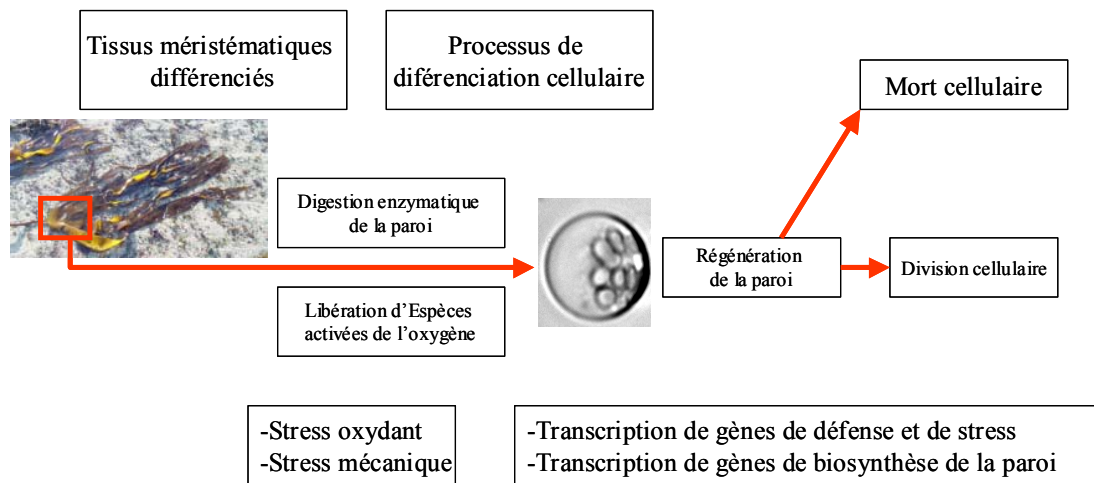 Tissus méristématiques
différenciés
Processus de
diférenciation cellulaire
Mort cellulaire
Digestion enzymatique
de la paroi
Régénération
de la paroi
Division cellulaire
Libération d’Espèces
activées de l’oxygène
-Stress oxydant
-Stress mécanique
-Transcription de gènes de défense et de stress
-Transcription de gènes de biosynthèse de la paroi